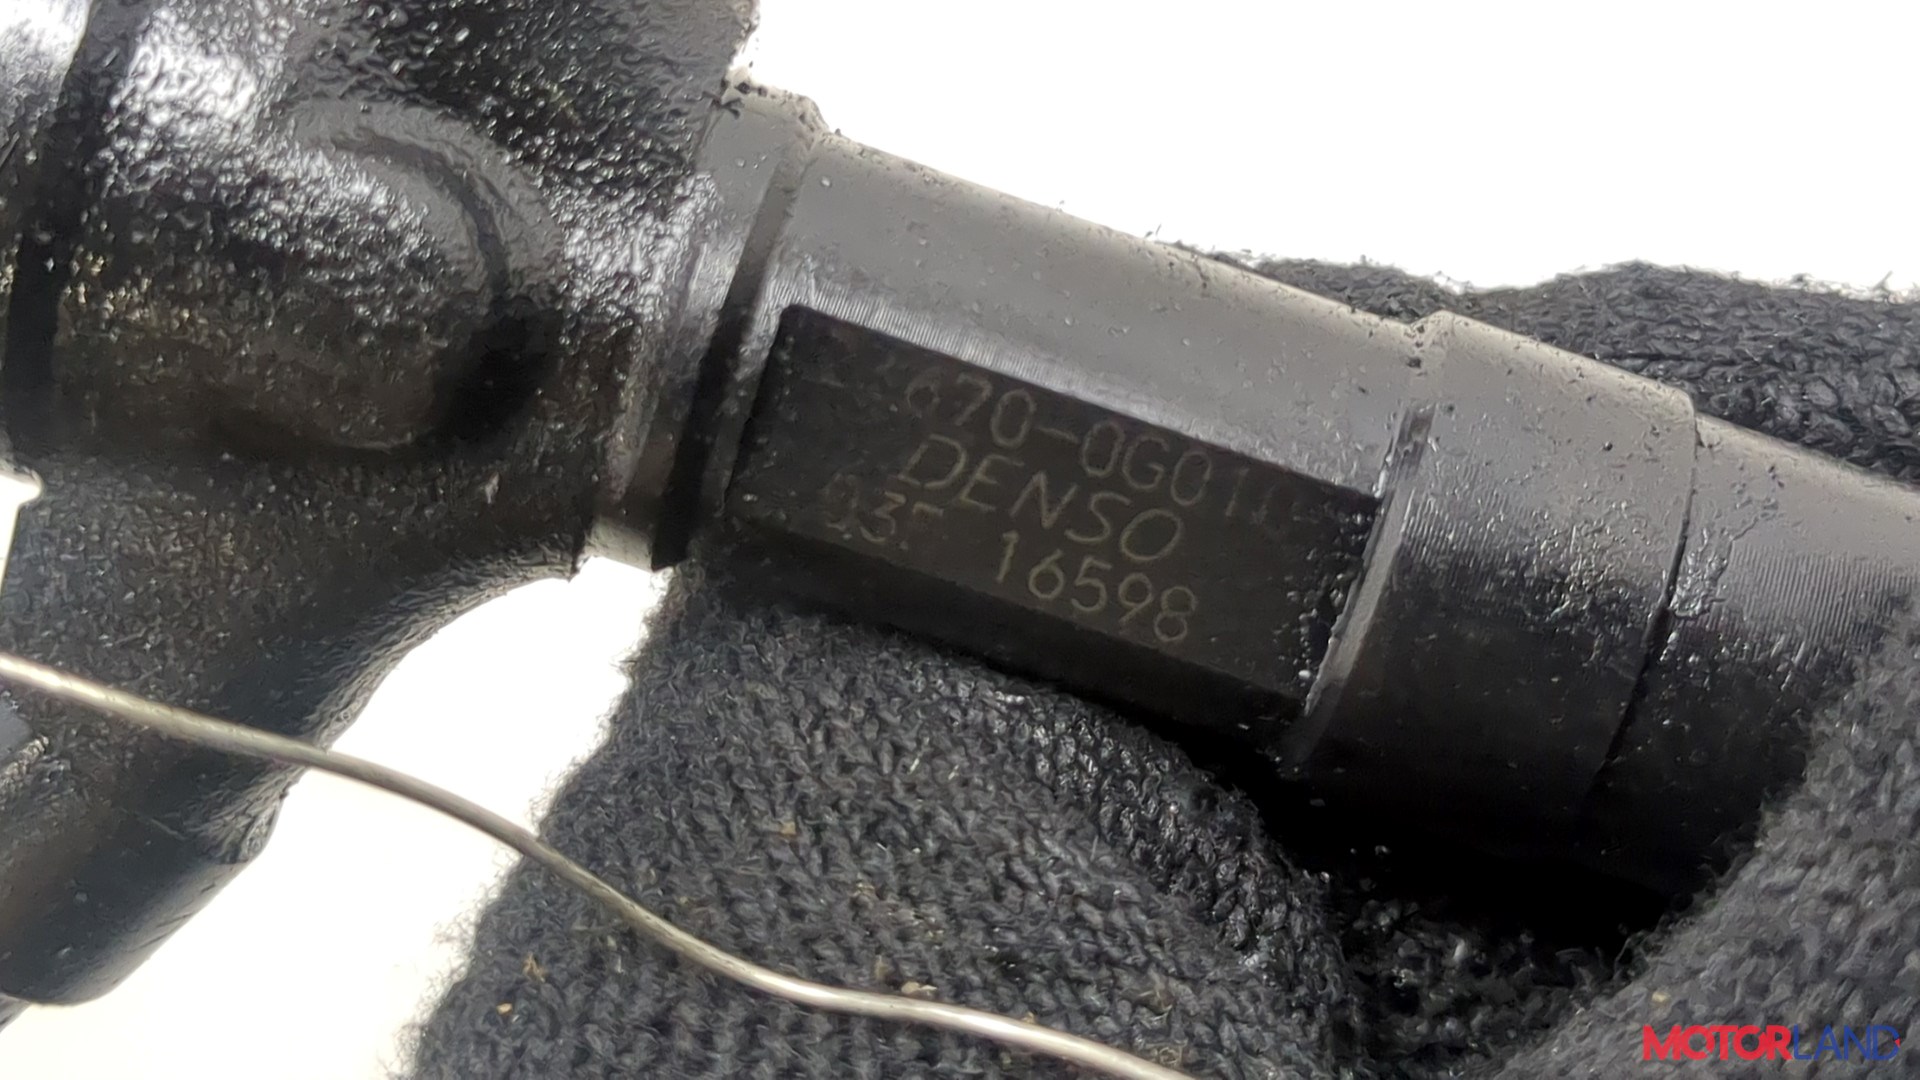 670-0G010
DENSO
16598
MOTORLAND